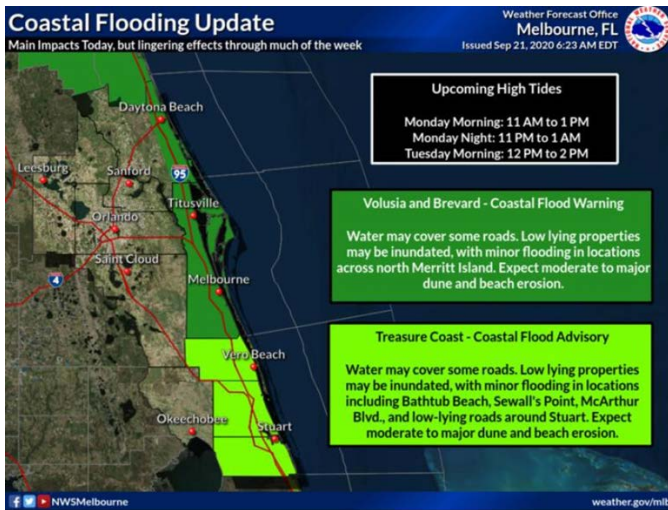 Coastal Flooding Update
Main Impacts Today, but lingering effects through much of the week
Weather Forecast Office
Melbourne, FL
Issued Sep 21, 2020 6:23 AM EDT
Upcoming High Tides
Monday Morning: 11 AM to 1 PM
Monday Night: 11 PM to 1 AM
Tuesday Morning: 12 PM to 2 PM
Volusia and Brevard - Coastal Flood Warning
Water may cover some roads. Low lying properties
may be inundated, with minor flooding in locations
across north Merritt Island. Expect moderate to major
dune and beach erosion.
Treasure Coast - Coastal Flood Advisory
Water may cover some roads. Low lying properties
may be inundated, with minor flooding in locations
including Bathtub Beach, Sewall's Point, McArthur
Blvd., and low-lying roads around Stuart. Expect
moderate to major dune and beach erosion.
Daytona Beach
Leesburg
Sanford
95
Titusville
Orlando
Saint Cloud
4
Melbourne
Vero Beach
Okeechobee
Stuart
NWSMelbourne
weather.gov/mlb